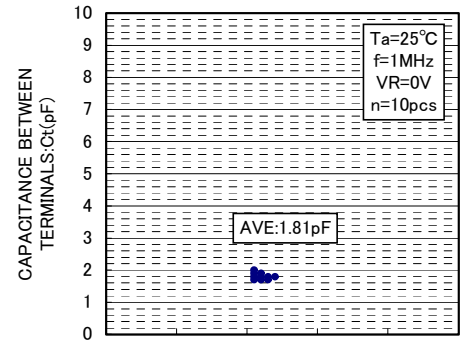 CAPACITANCE BETWEEN
TERMINALS:Ct(pF)
10
9
8
7
6
5
4
3
2
1
0
Ta=25℃
f=1MHz
VR=0V
n=10pcs
AVE:1.81pF